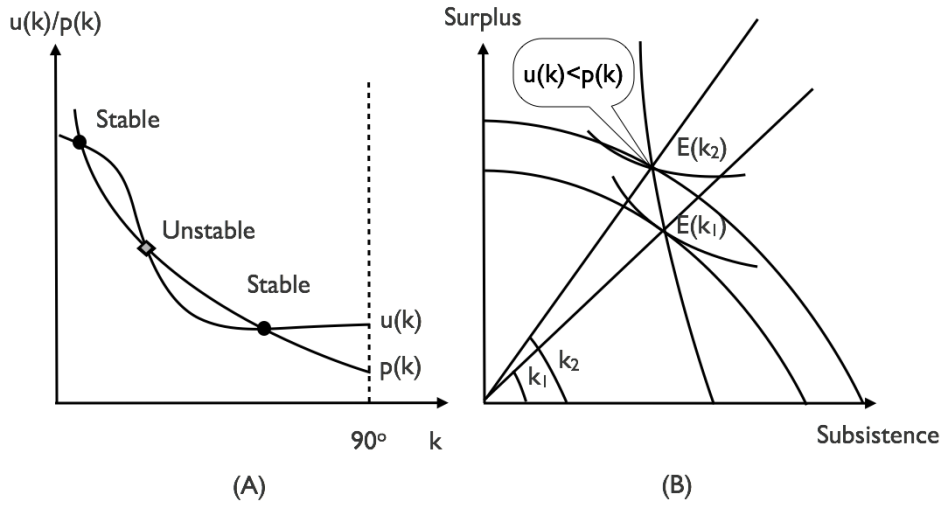 u(k)/p(k)
Stable
Unstable
Stable
u(k)
p(k)
90°
k
(A)
Surplus
u(k)<p(k)
E(k₂)
E(k₁)
k₁
k₂
Subsistence
(B)